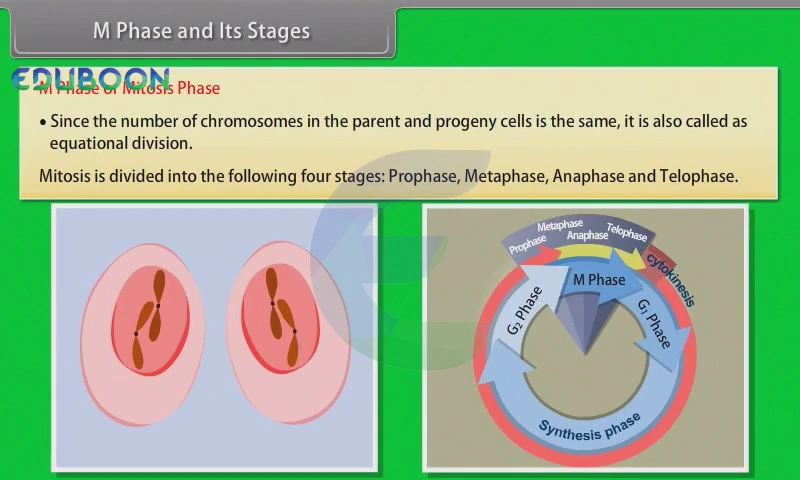 M Phase and Its Stages
EDUBOON
M Phase or Mitosis Phase
• Since the number of chromosomes in the parent and progeny cells is the same, it is also called as
equational division.
Mitosis is divided into the following four stages: Prophase, Metaphase, Anaphase and Telophase.
Prophase
Metaphase
Anaphase
Telophase
cytokinesis
M Phase
G₂ Phase
G₁ Phase
Synthesis phase